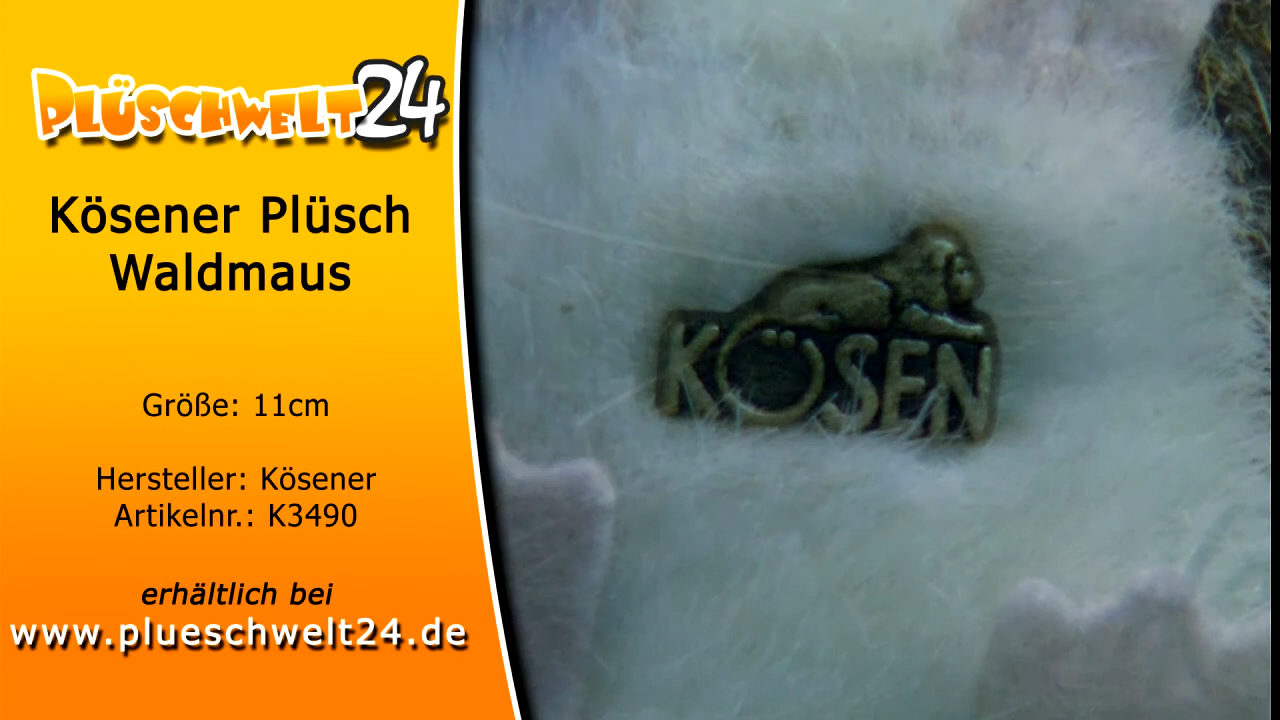 PLÜSCHWELT24
Kösener Plüsch
Waldmaus
Größe: 11cm
Hersteller: Kösener
Artikelnr.: K3490
erhältlich bei
www.plueschwelt24.de
KÖSEN